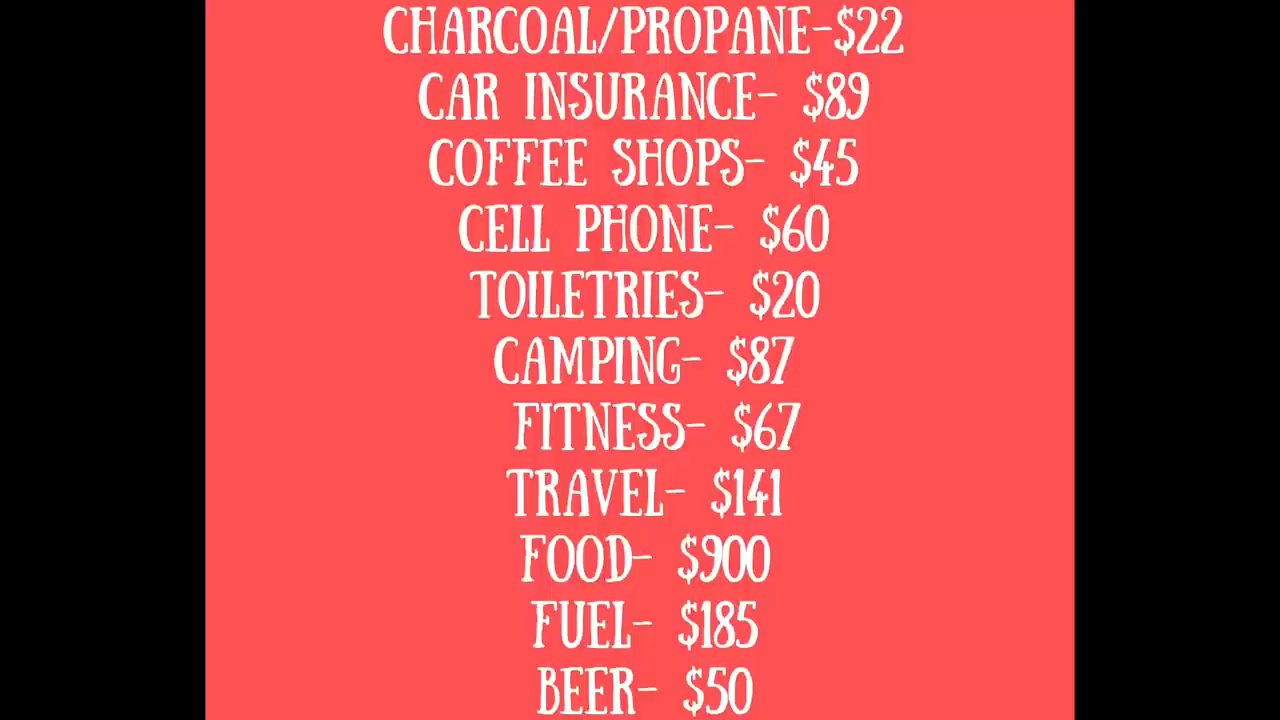 CHARCOAL/PROPANE-$22
CAR INSURANCE- $89
COFFEE SHOPS- $45
CELL PHONE- $60
TOILETRIES- $20
CAMPING- $87
FITNESS- $67
TRAVEL- $141
FOOD- $900
FUEL- $185
BEER- $50